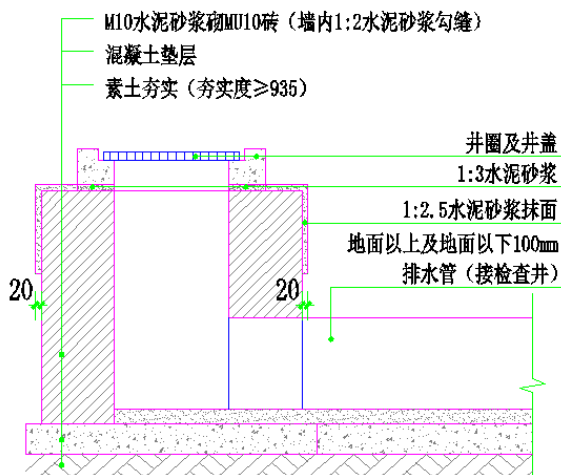 M10水泥砂浆砌MU10砖（墙内1:2水泥砂浆勾缝）
混凝土垫层
素土夯实（夯实度≥935）
井圈及井盖
1:3水泥砂浆
1:2.5水泥砂浆抹面
地面以上及地面以下100mm
排水管（接检查井）
20
20